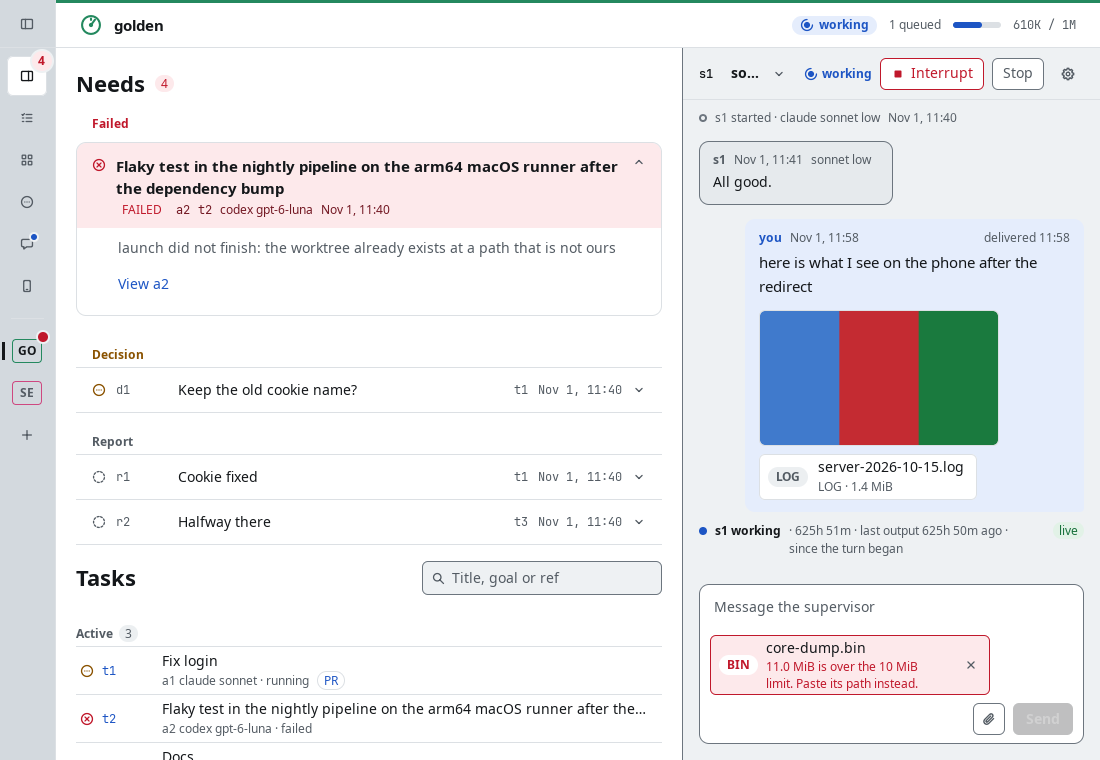 golden
working
1 queued
610K / 1M
4
GO
SE
Needs 4
Failed
Flaky test in the nightly pipeline on the arm64 macOS runner after
the dependency bump
FAILED a2 t2 codex gpt-6-luna Nov 1, 11:40
launch did not finish: the worktree already exists at a path that is not ours
View a2
Decision
d1 Keep the old cookie name? t1 Nov 1, 11:40
Report
r1 Cookie fixed t1 Nov 1, 11:40
r2 Halfway there t3 Nov 1, 11:40
Tasks
Title, goal or ref
Active 3
t1 Fix login
a1 claude sonnet · running PR
t2 Flaky test in the nightly pipeline on the arm64 macOS runner after the…
a2 codex gpt-6-luna · failed
Docs
s1 so… working Interrupt Stop
s1 started · claude sonnet low Nov 1, 11:40
s1 Nov 1, 11:41 sonnet low
All good.
you Nov 1, 11:58 delivered 11:58
here is what I see on the phone after the
redirect
LOG server-2026-10-15.log
LOG · 1.4 MiB
s1 working · 625h 51m · last output 625h 50m ago ·
since the turn began
live
Message the supervisor
BIN core-dump.bin
11.0 MiB is over the 10 MiB
limit. Paste its path instead.
Send